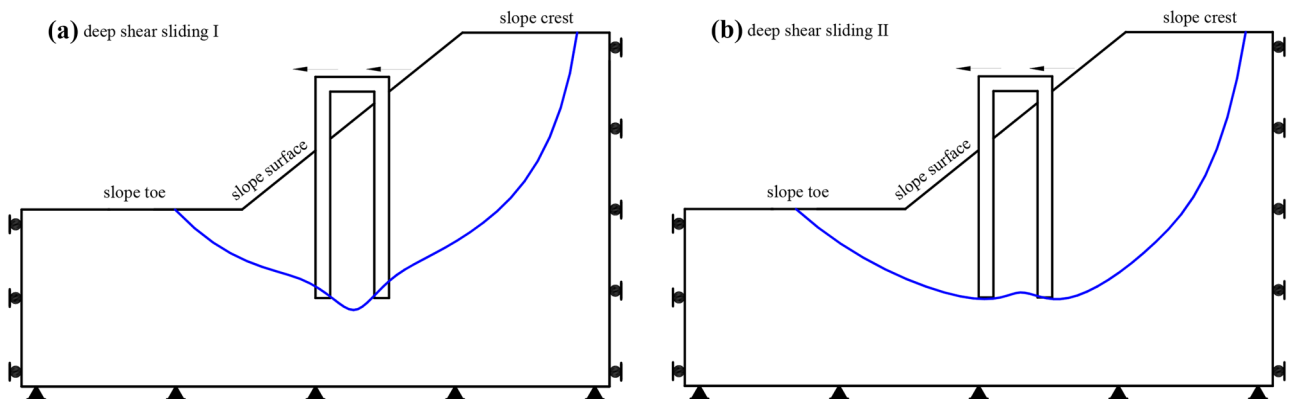 (a) deep shear sliding I
slope crest
slope surface
slope toe
(b) deep shear sliding II
slope crest
slope surface
slope toe